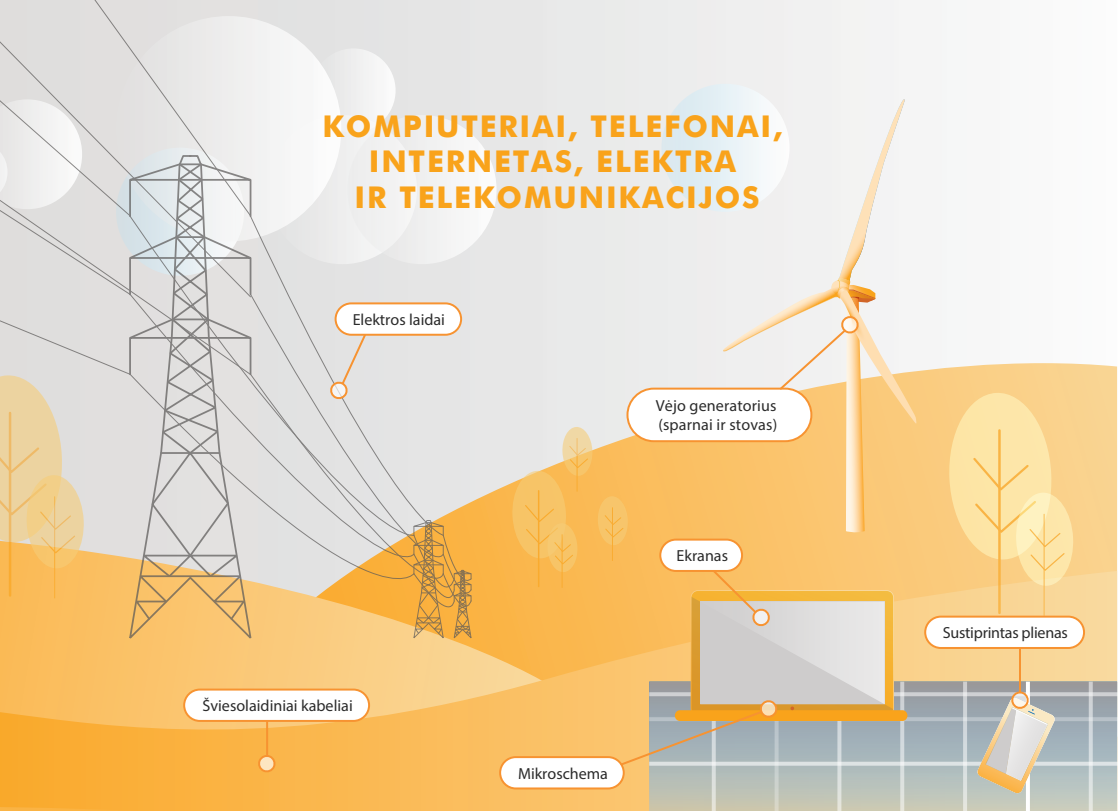 KOMPIUTERIAI, TELEFONAI,
INTERNETAS, ELEKTRA
IR TELEKOMUNIKACIJOS
Elektros laidai
Vėjo generatorius
(sparnai ir stovas)
Ekranas
Sustiprintas plienas
Šviesolaidiniai kabeliai
Mikroschema